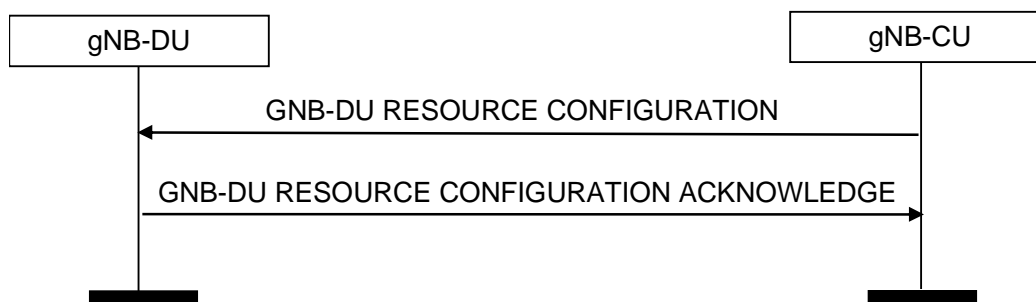 gNB-DU
gNB-CU
GNB-DU RESOURCE CONFIGURATION
GNB-DU RESOURCE CONFIGURATION ACKNOWLEDGE